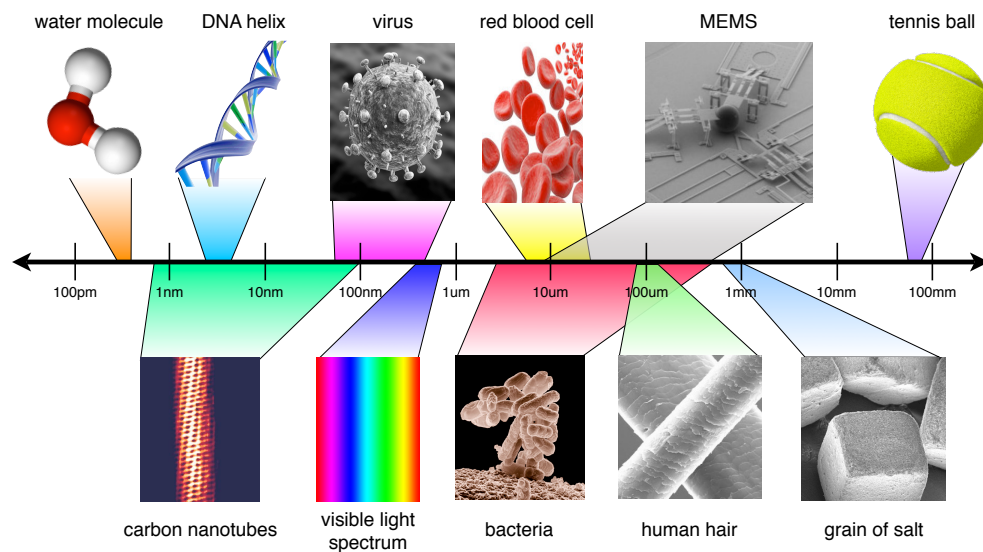 water molecule
DNA helix
virus
red blood cell
MEMS
tennis ball
100pm
1nm
10nm
100nm
1um
10um
100um
1mm
10mm
100mm
carbon nanotubes
visible light
spectrum
bacteria
human hair
grain of salt